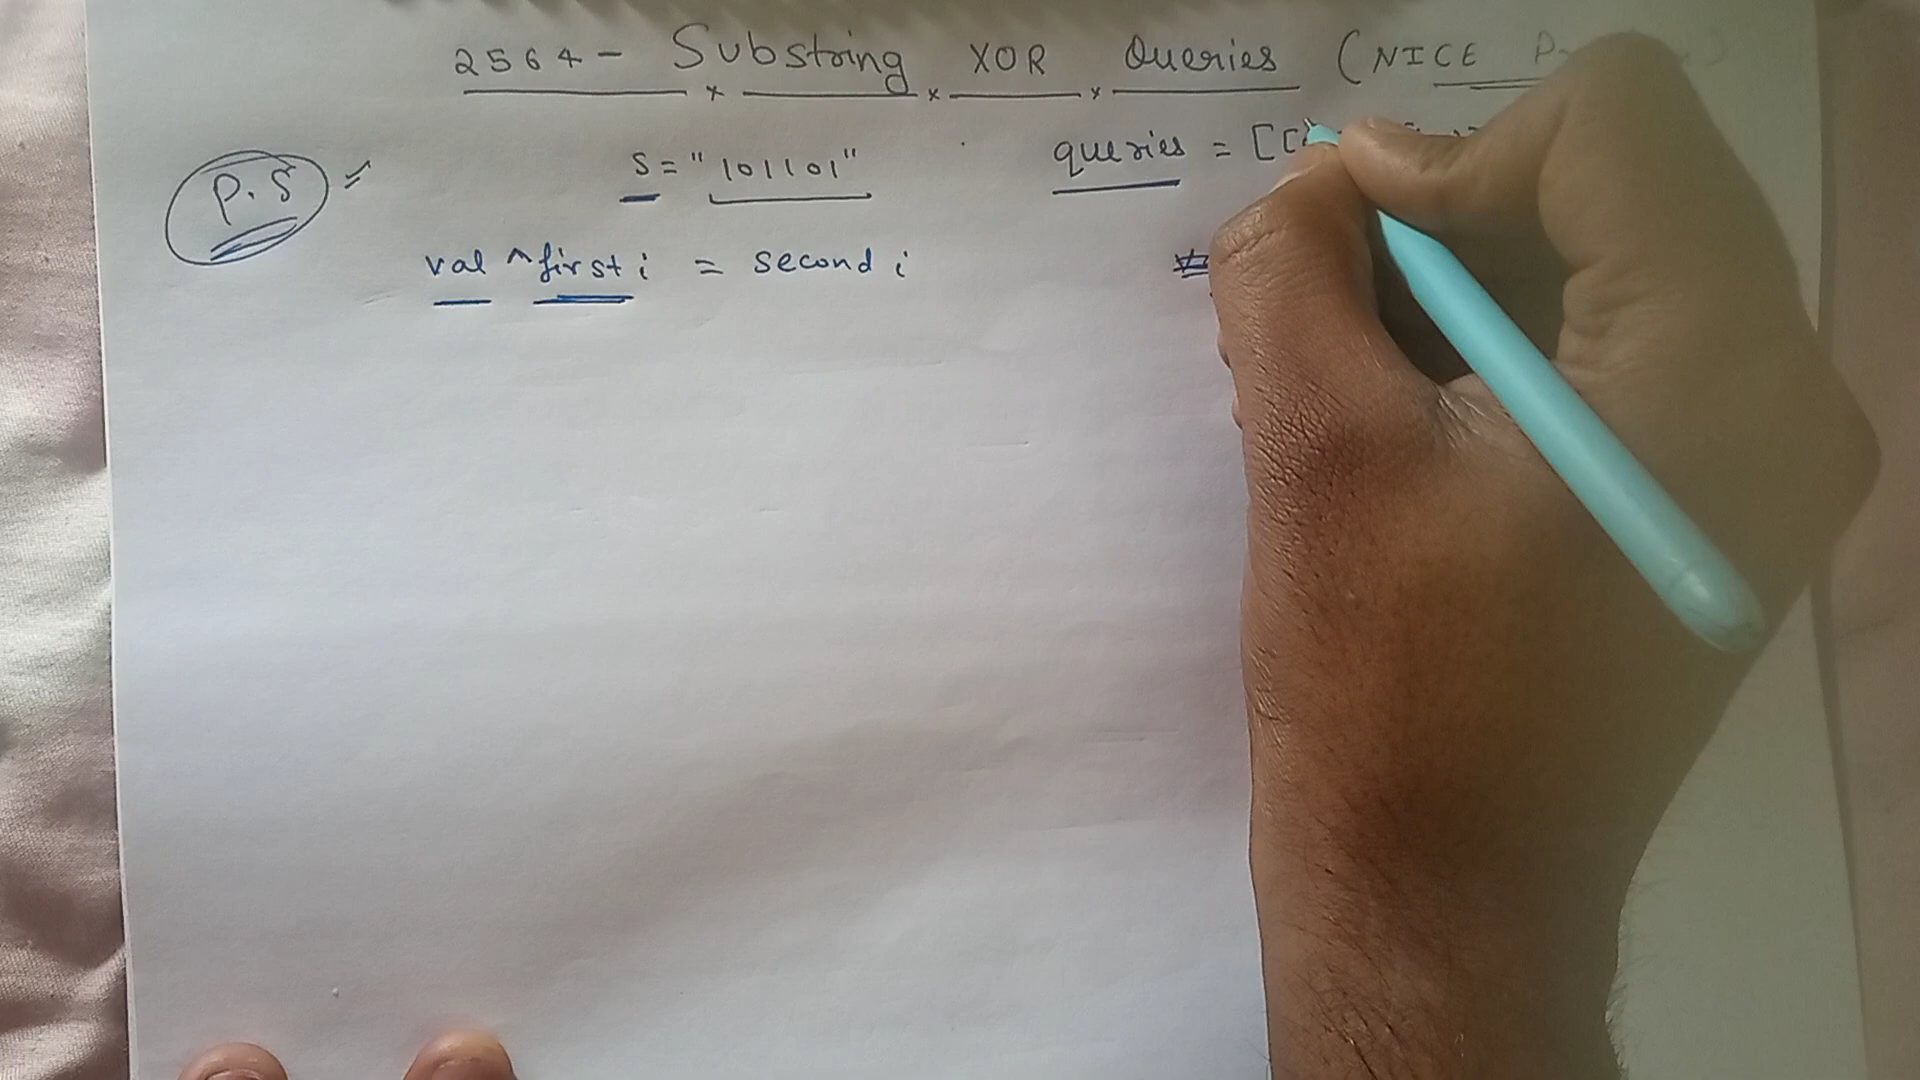 2564 - Substring XOR Queries (NICE
P.S s = "101101" queries = [[
val ^ first i = second i